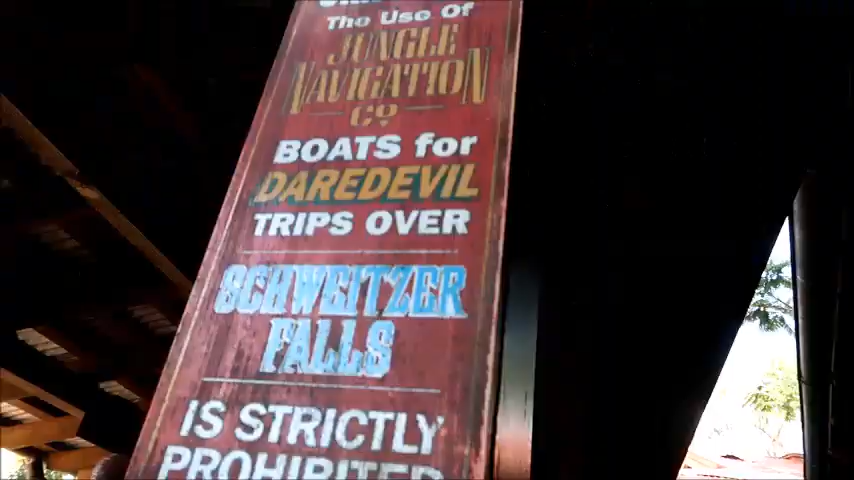 The Use Of
JUNGLE
NAVIGATION
Co
BOATS for
DAREDEVIL
TRIPS OVER
SCHWEITZER
FALLS
IS STRICTLY
PROHIBITED